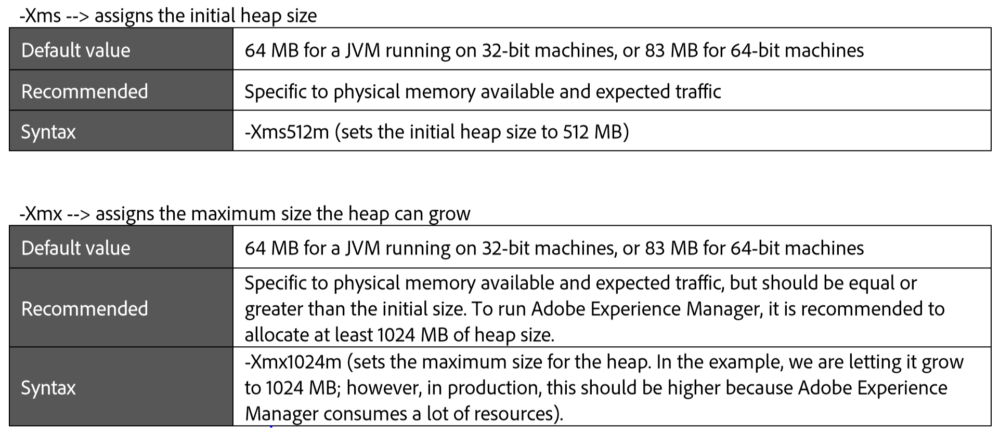 -Xms --> assigns the initial heap size
Default value
64 MB for a JVM running on 32-bit machines, or 83 MB for 64-bit machines
Recommended
Specific to physical memory available and expected traffic
Syntax
-Xms512m (sets the initial heap size to 512 MB)
-Xmx --> assigns the maximum size the heap can grow
Default value
64 MB for a JVM running on 32-bit machines, or 83 MB for 64-bit machines
Recommended
Specific to physical memory available and expected traffic, but should be equal or
greater than the initial size. To run Adobe Experience Manager, it is recommended to
allocate at least 1024 MB of heap size.
Syntax
-Xmx1024m (sets the maximum size for the heap. In the example, we are letting it grow
to 1024 MB; however, in production, this should be higher because Adobe Experience
Manager consumes a lot of resources).